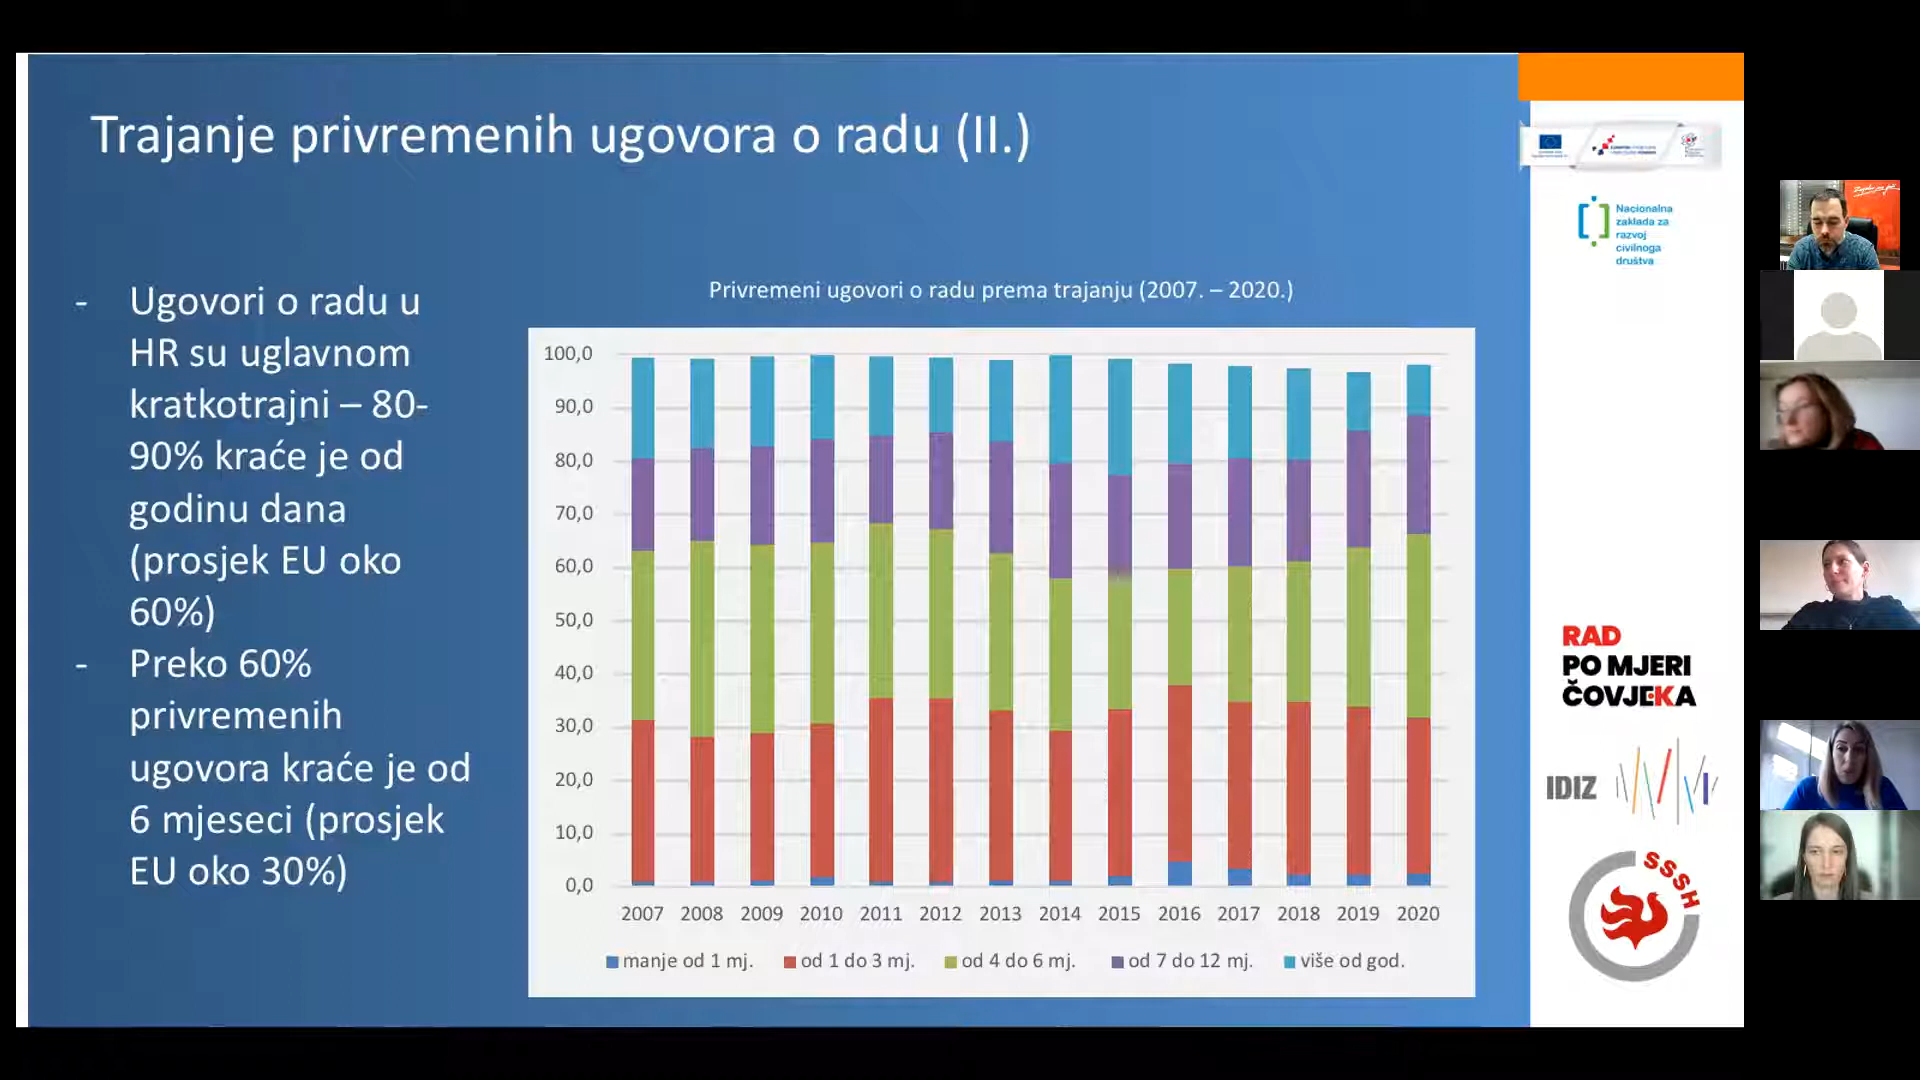 Trajanje privremenih ugovora o radu (II.)
- Ugovori o radu u
HR su uglavnom
kratkotrajni – 80-
90% kraće je od
godinu dana
(prosjek EU oko
60%)
- Preko 60%
privremenih
ugovora kraće je od
6 mjeseci (prosjek
EU oko 30%)
Privremeni ugovori o radu prema trajanju (2007. – 2020.)
100,0
90,0
80,0
70,0
60,0
50,0
40,0
30,0
20,0
10,0
0,0
2007 2008 2009 2010 2011 2012 2013 2014 2015 2016 2017 2018 2019 2020
manje od 1 mj. od 1 do 3 mj. od 4 do 6 mj. od 7 do 12 mj. više od god.
Nacionalna
zaklada za
razvoj
civilnoga
društva
RAD
PO MJERI
ČOVJEKA
IDIZ
SSSH